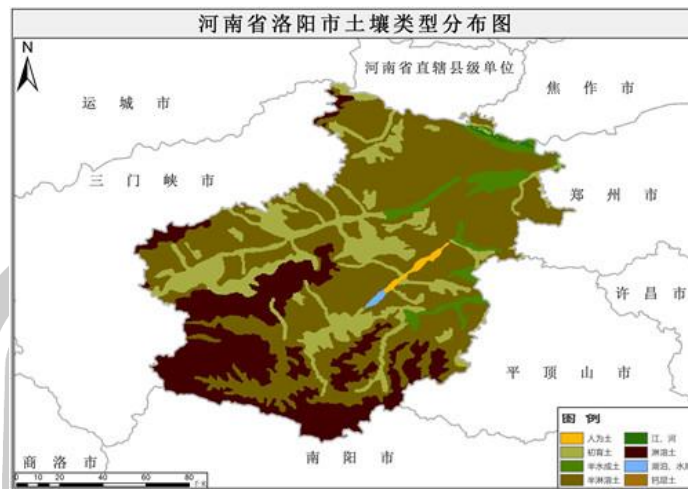 河南省洛阳市土壤类型分布图
N
河南省直辖县级单位
运城市
焦作市
三门峡市
郑州市
许昌市
平顶山市
南阳市
商洛市
图例
人为土
江、河
初育土
淋溶土
半水成土
湖泊、水库
半淋溶土
钙层土
0 10 20 40 60 80
千米